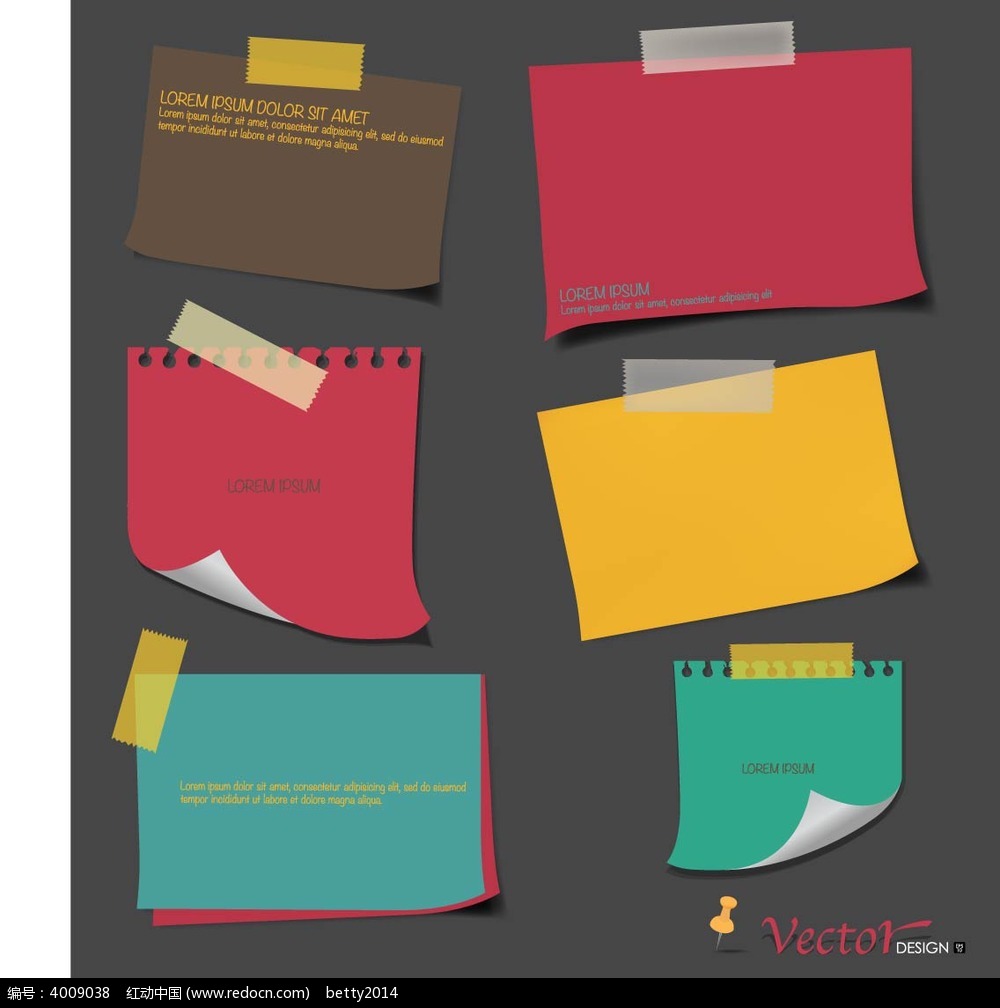 LOREM IPSUM DOLOR SIT AMET
Lorem ipsum dolor sit amet, consectetur adipisicing elit, sed do eiusmod
tempor incididunt ut labore et dolore magna aliqua.
LOREM IPSUM
Lorem ipsum dolor sit amet, consectetur adipisicing elit
LOREM IPSUM
Lorem ipsum dolor sit amet, consectetur adipisicing elit, sed do eiusmod
tempor incididunt ut labore et dolore magna aliqua.
LOREM IPSUM
Vector DESIGN
编号：4009038 红动中国 (www.redocn.com) betty2014